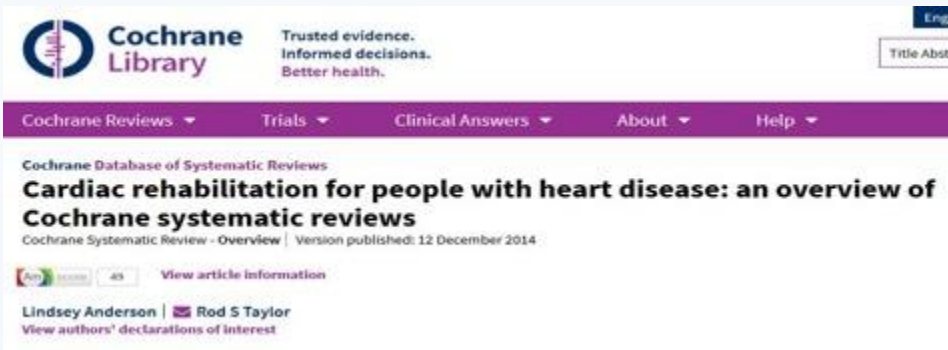 Cochrane
Library
Trusted evidence.
Informed decisions.
Better health.
Eng
Title Abst
Cochrane Reviews Trials Clinical Answers About Help
Cochrane Database of Systematic Reviews
Cardiac rehabilitation for people with heart disease: an overview of
Cochrane systematic reviews
Cochrane Systematic Review - Overview | Version published: 12 December 2014
Am score 49 View article information
Lindsey Anderson | Rod S Taylor
View authors' declarations of interest